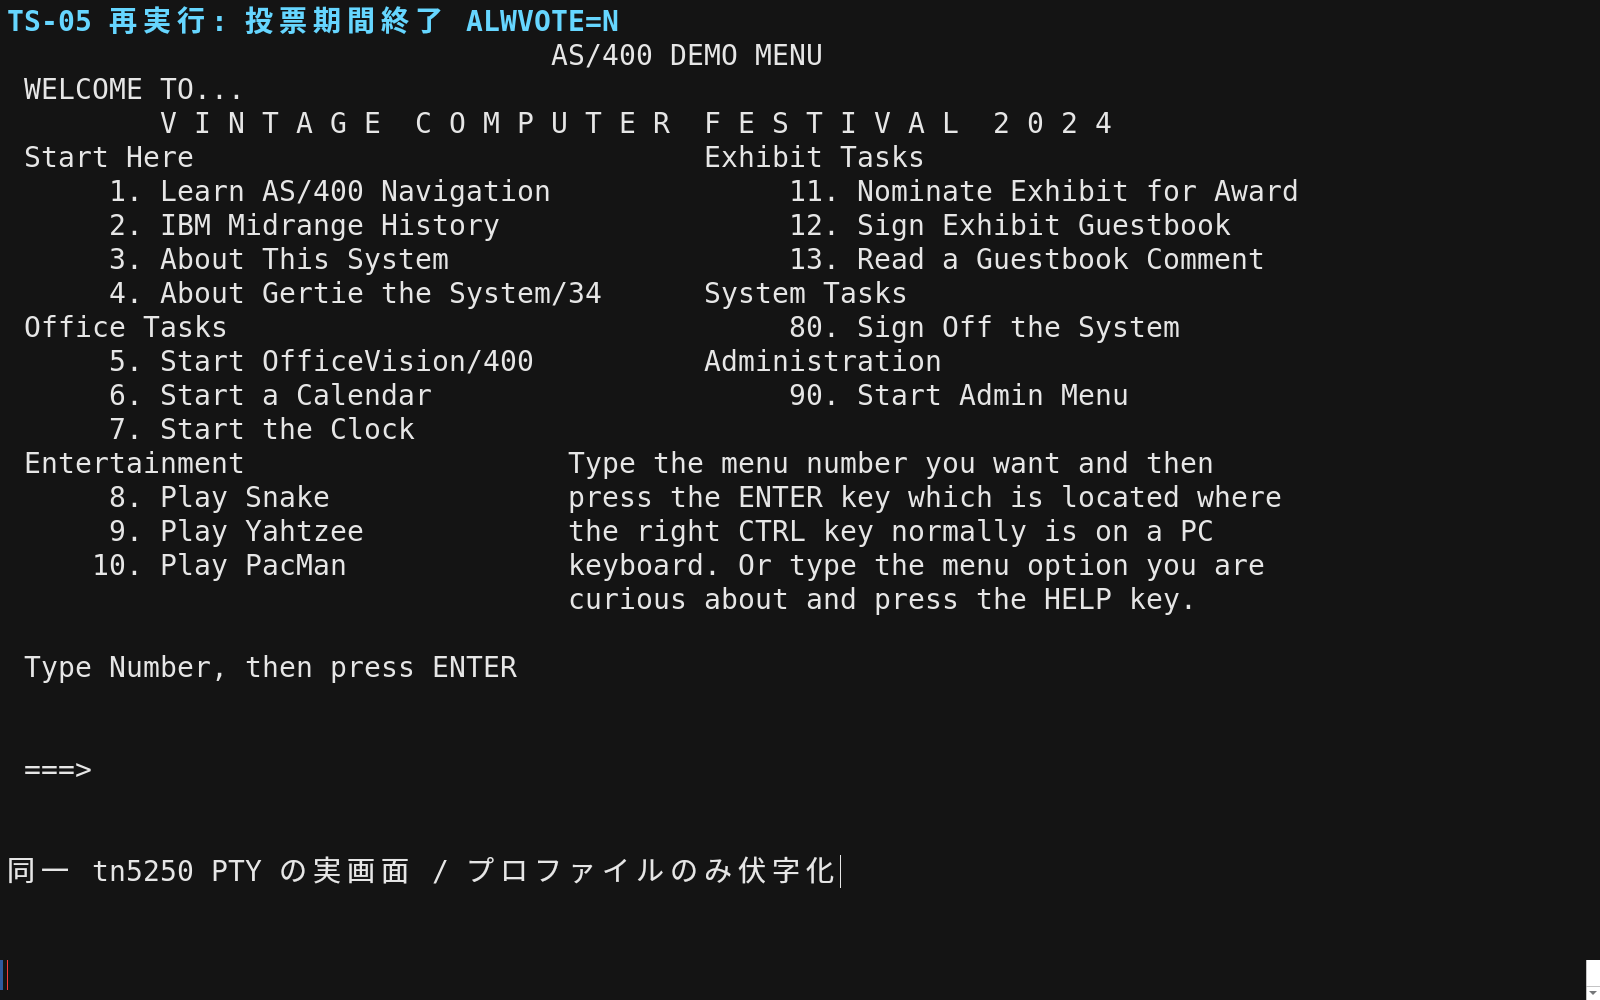 TS-05 再実行: 投票期間終了 ALWVOTE=N
AS/400 DEMO MENU
WELCOME TO...
V I N T A G E  C O M P U T E R  F E S T I V A L  2 0 2 4
Start Here
1. Learn AS/400 Navigation
2. IBM Midrange History
3. About This System
4. About Gertie the System/34
Office Tasks
5. Start OfficeVision/400
6. Start a Calendar
7. Start the Clock
Entertainment
8. Play Snake
9. Play Yahtzee
10. Play PacMan
Exhibit Tasks
11. Nominate Exhibit for Award
12. Sign Exhibit Guestbook
13. Read a Guestbook Comment
System Tasks
80. Sign Off the System
Administration
90. Start Admin Menu
Type the menu number you want and then
press the ENTER key which is located where
the right CTRL key normally is on a PC
keyboard. Or type the menu option you are
curious about and press the HELP key.
Type Number, then press ENTER
===>
同一 tn5250 PTY の実画面 / プロファイルのみ伏字化